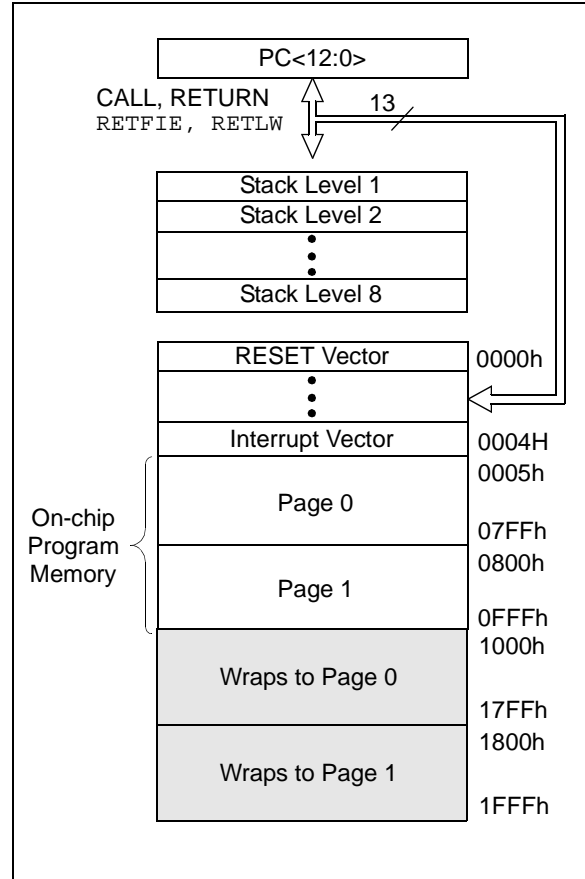 PC<12:0>
CALL, RETURN
RETFIE, RETLW
13
Stack Level 1
Stack Level 2
Stack Level 8
RESET Vector
0000h
Interrupt Vector
0004H
0005h
On-chip
Program
Memory
Page 0
07FFh
0800h
Page 1
0FFFh
1000h
Wraps to Page 0
17FFh
1800h
Wraps to Page 1
1FFFh